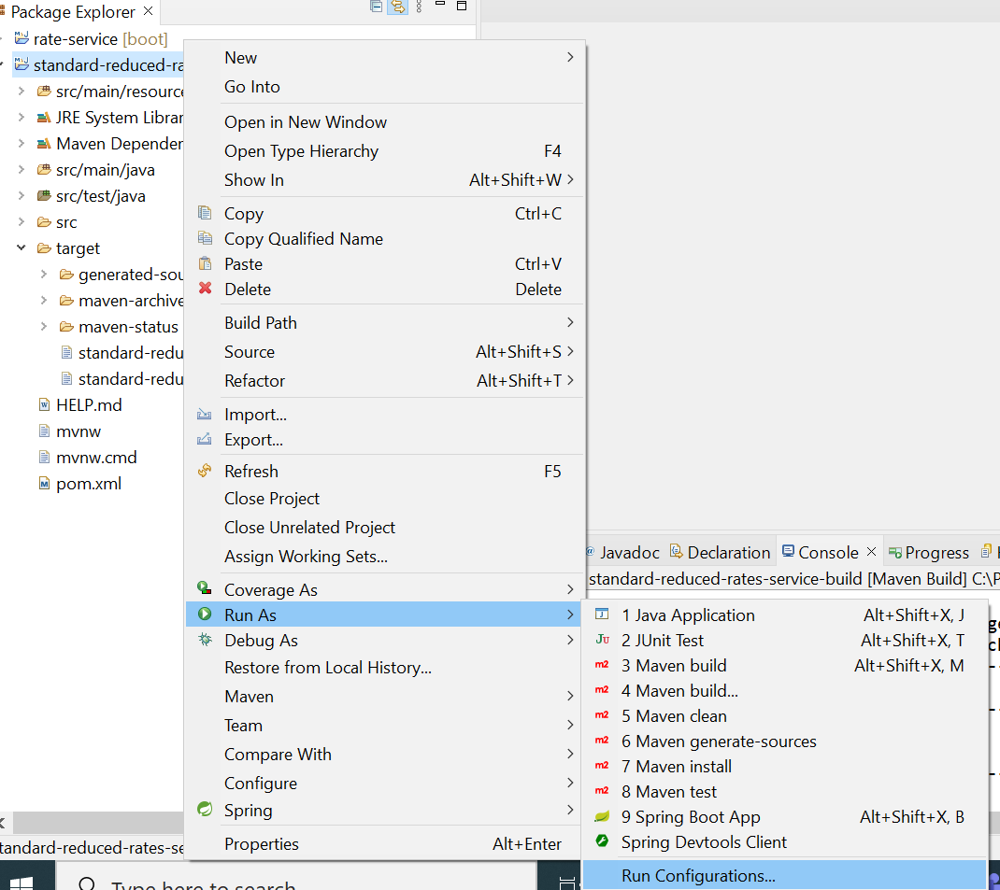 Package Explorer
rate-service [boot]
standard-reduced-ra
src/main/resource
JRE System Librar
Maven Depender
src/main/java
src/test/java
src
target
generated-sou
maven-archive
maven-status
standard-redu
standard-redu
HELP.md
mvnw
mvnw.cmd
pom.xml
tandard-reduced-rates-se
Type here to search
New
Go Into
Open in New Window
Open Type Hierarchy F4
Show In Alt+Shift+W
Copy Ctrl+C
Copy Qualified Name
Paste Ctrl+V
Delete Delete
Build Path
Source Alt+Shift+S
Refactor Alt+Shift+T
Import...
Export...
Refresh F5
Close Project
Close Unrelated Project
Assign Working Sets...
Coverage As
Run As
Debug As
Restore from Local History...
Maven
Team
Compare With
Configure
Spring
Properties Alt+Enter
@ Javadoc Declaration Console Progress
standard-reduced-rates-service-build [Maven Build] C:\P
1 Java Application Alt+Shift+X, J
2 JUnit Test Alt+Shift+X, T
3 Maven build Alt+Shift+X, M
4 Maven build...
5 Maven clean
6 Maven generate-sources
7 Maven install
8 Maven test
9 Spring Boot App Alt+Shift+X, B
Spring Devtools Client
Run Configurations...